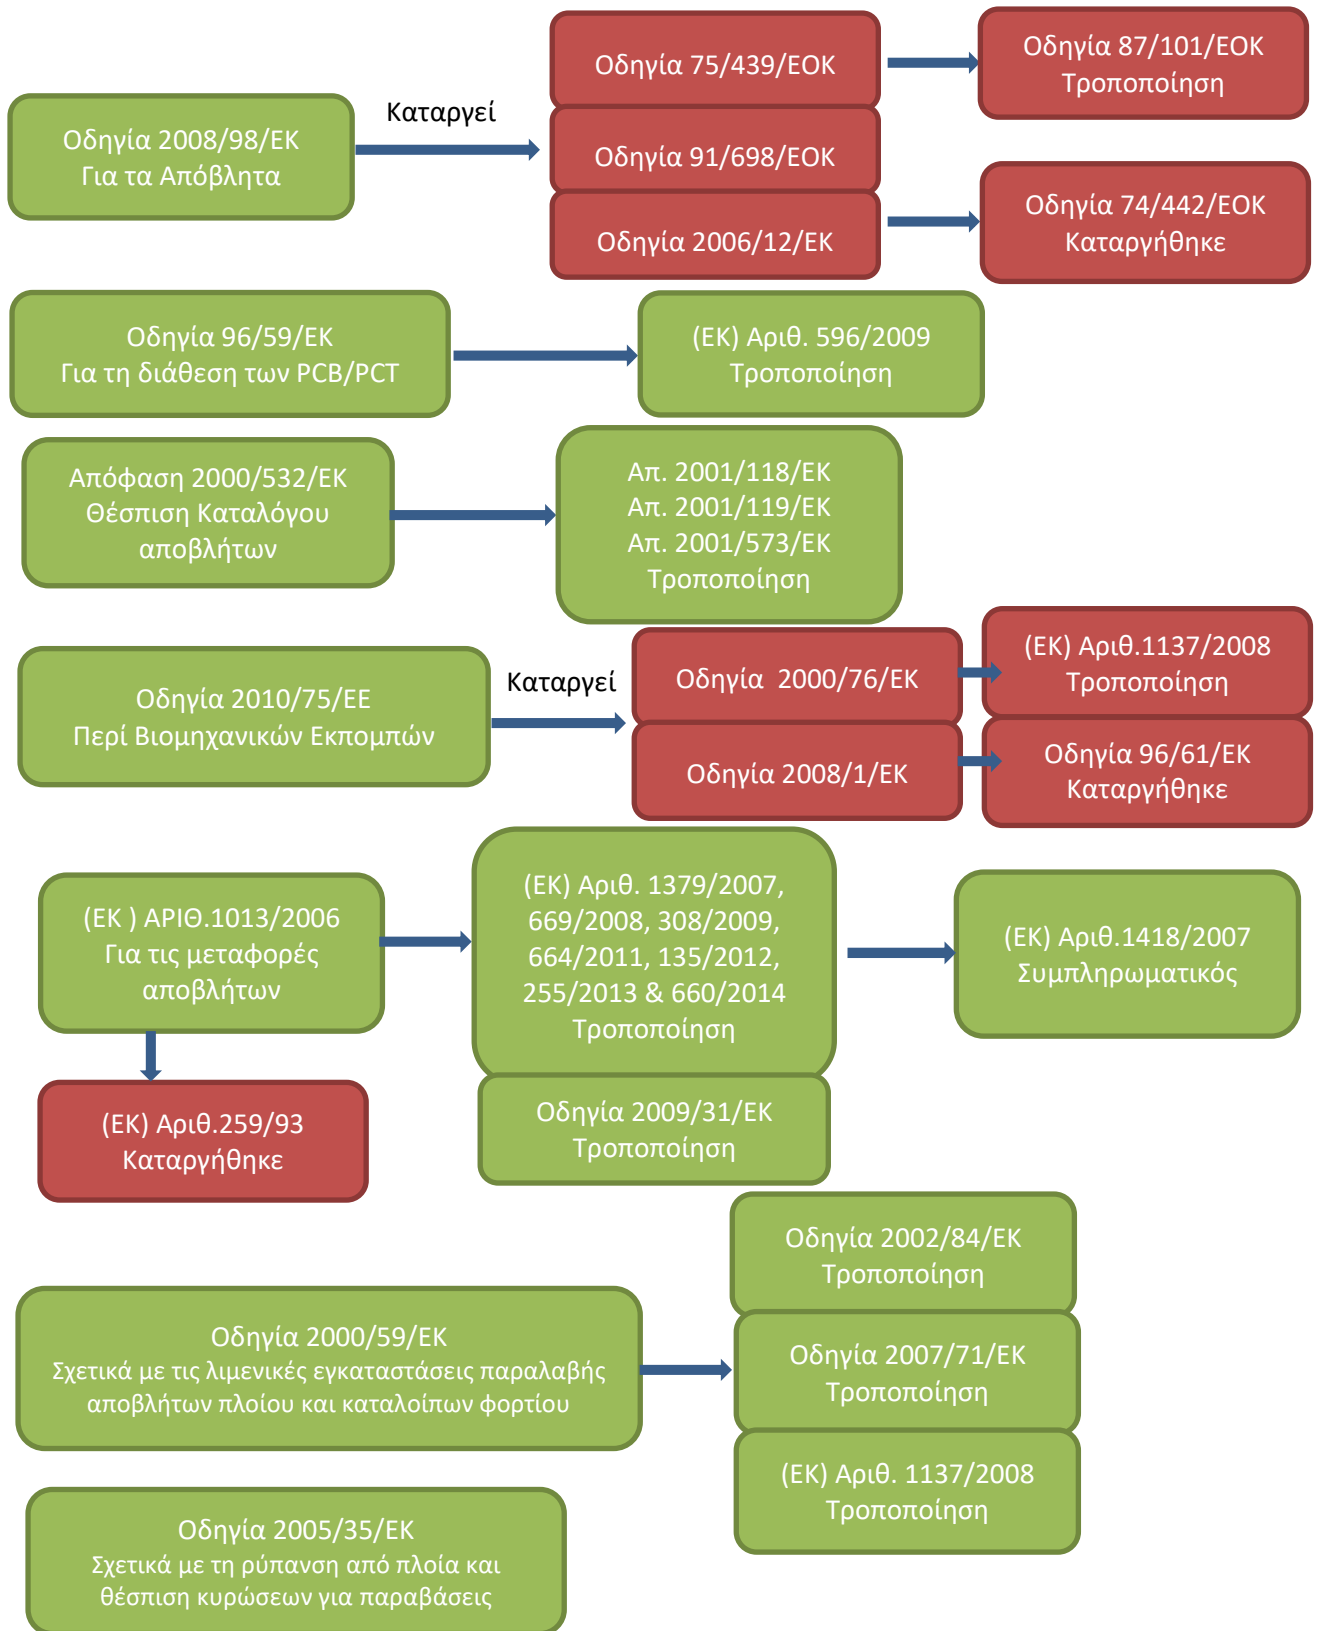 Οδηγία 2008/98/ΕΚ
Για τα Απόβλητα
Καταργεί
Οδηγία 75/439/ΕΟΚ
Οδηγία 91/698/ΕΟΚ
Οδηγία 2006/12/ΕΚ
Οδηγία 87/101/ΕΟΚ
Τροποποίηση
Οδηγία 74/442/ΕΟΚ
Καταργήθηκε
Οδηγία 96/59/ΕΚ
Για τη διάθεση των PCB/PCT
(ΕΚ) Αριθ. 596/2009
Τροποποίηση
Απόφαση 2000/532/ΕΚ
Θέσπιση Καταλόγου
αποβλήτων
Απ. 2001/118/ΕΚ
Απ. 2001/119/ΕΚ
Απ. 2001/573/ΕΚ
Τροποποίηση
Οδηγία 2010/75/ΕΕ
Περί Βιομηχανικών Εκπομπών
Καταργεί
Οδηγία  2000/76/ΕΚ
Οδηγία 2008/1/ΕΚ
(ΕΚ) Αριθ.1137/2008
Τροποποίηση
Οδηγία 96/61/ΕΚ
Καταργήθηκε
(ΕΚ ) ΑΡΙΘ.1013/2006
Για τις μεταφορές
αποβλήτων
(ΕΚ) Αριθ. 1379/2007,
669/2008, 308/2009,
664/2011, 135/2012,
255/2013 & 660/2014
Τροποποίηση
Οδηγία 2009/31/ΕΚ
Τροποποίηση
(ΕΚ) Αριθ.1418/2007
Συμπληρωματικός
(ΕΚ) Αριθ.259/93
Καταργήθηκε
Οδηγία 2000/59/ΕΚ
Σχετικά με τις λιμενικές εγκαταστάσεις παραλαβής
αποβλήτων πλοίου και καταλοίπων φορτίου
Οδηγία 2002/84/ΕΚ
Τροποποίηση
Οδηγία 2007/71/ΕΚ
Τροποποίηση
(ΕΚ) Αριθ. 1137/2008
Τροποποίηση
Οδηγία 2005/35/ΕΚ
Σχετικά με τη ρύπανση από πλοία και
θέσπιση κυρώσεων για παραβάσεις